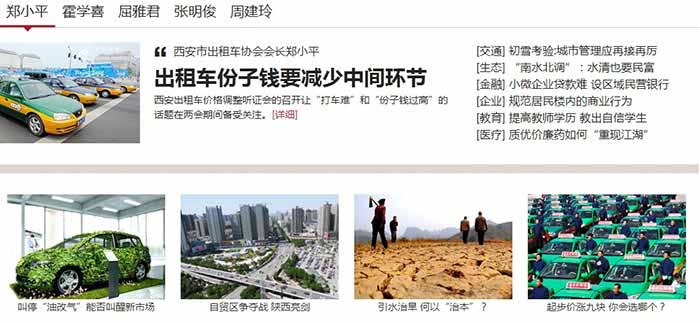 郑小平 霍学喜 屈雅君 张明俊 周建玲
“ 西安市出租车协会会长郑小平
出租车份子钱要减少中间环节
西安出租车价格调整听证会的召开让“打车难”和“份子钱过高”的
话题在两会期间备受关注。[详细]
[交通] 初雪考验:城市管理应再接再厉
[生态] “南水北调”：水清也要民富
[金融] 小微企业贷款难 设区域民营银行
[企业] 规范居民楼内的商业行为
[教育] 提高教师学历 教出自信学生
[医疗] 质优价廉药如何“重现江湖”
叫停“油改气”能否叫醒新市场
自贸区争夺战 陕西亮剑
引水治旱 何以“治本”？
起步价涨九块 你会选哪个？